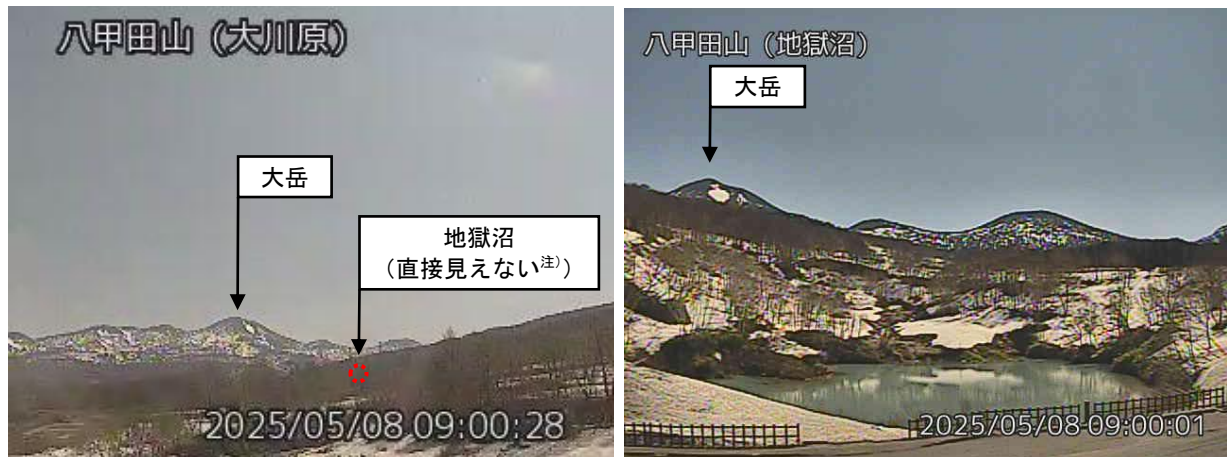 八甲田山（大川原）
大岳
地獄沼
（直接見えない注））
2025/05/08 09:00:28
八甲田山（地獄沼）
大岳
2025/05/08 09:00:01